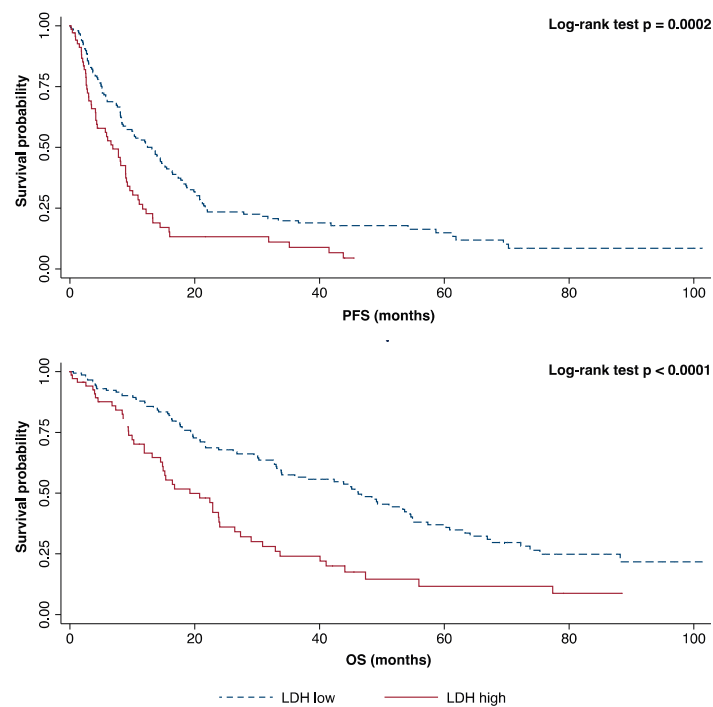 Log-rank test p = 0.0002
Survival probability
1.00
0.75
0.50
0.25
0.00
0 20 40 60 80 100
PFS (months)
Log-rank test p < 0.0001
Survival probability
1.00
0.75
0.50
0.25
0.00
0 20 40 60 80 100
OS (months)
LDH low LDH high